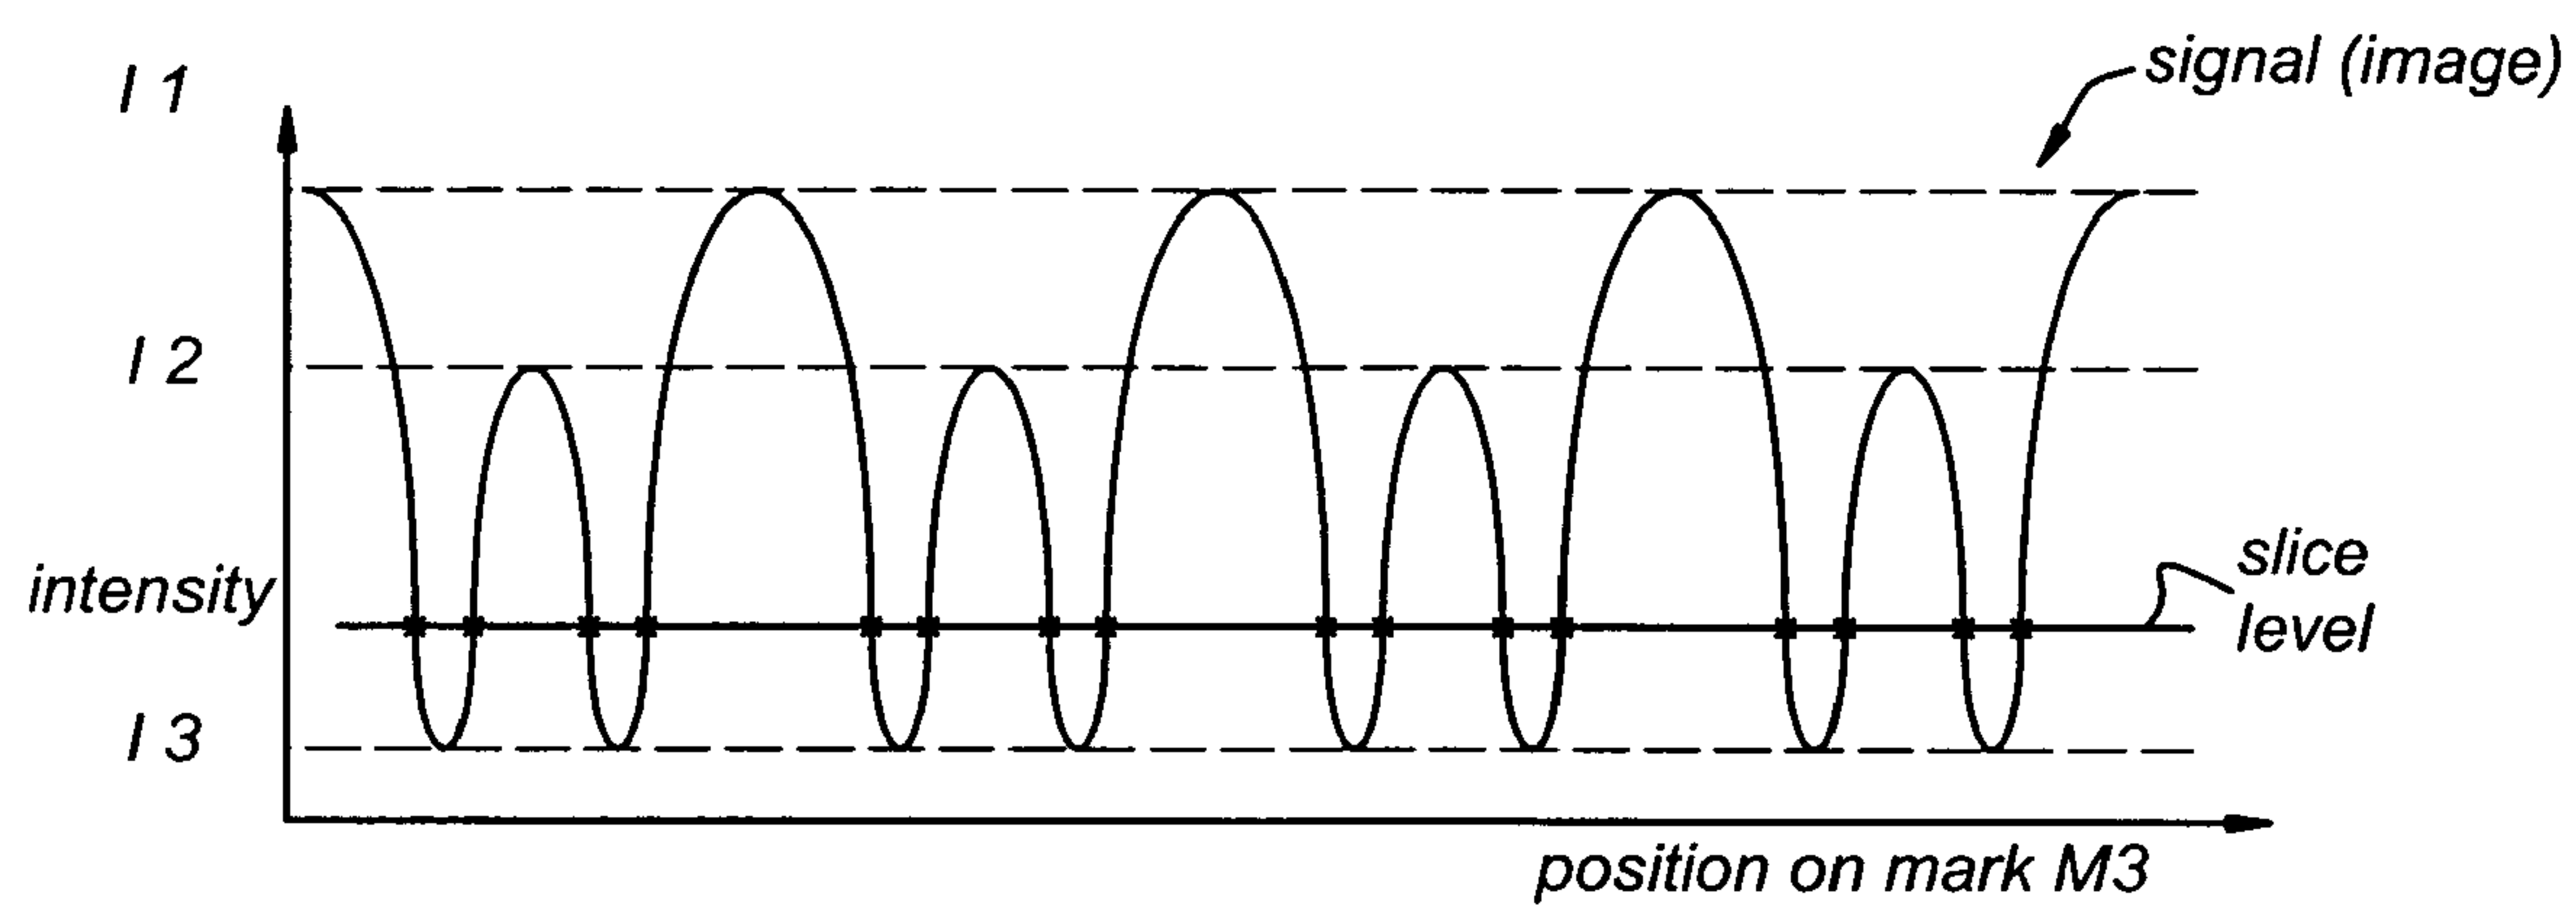 I 1
signal (image)
I 2
intensity
slice
level
I 3
position on mark M3